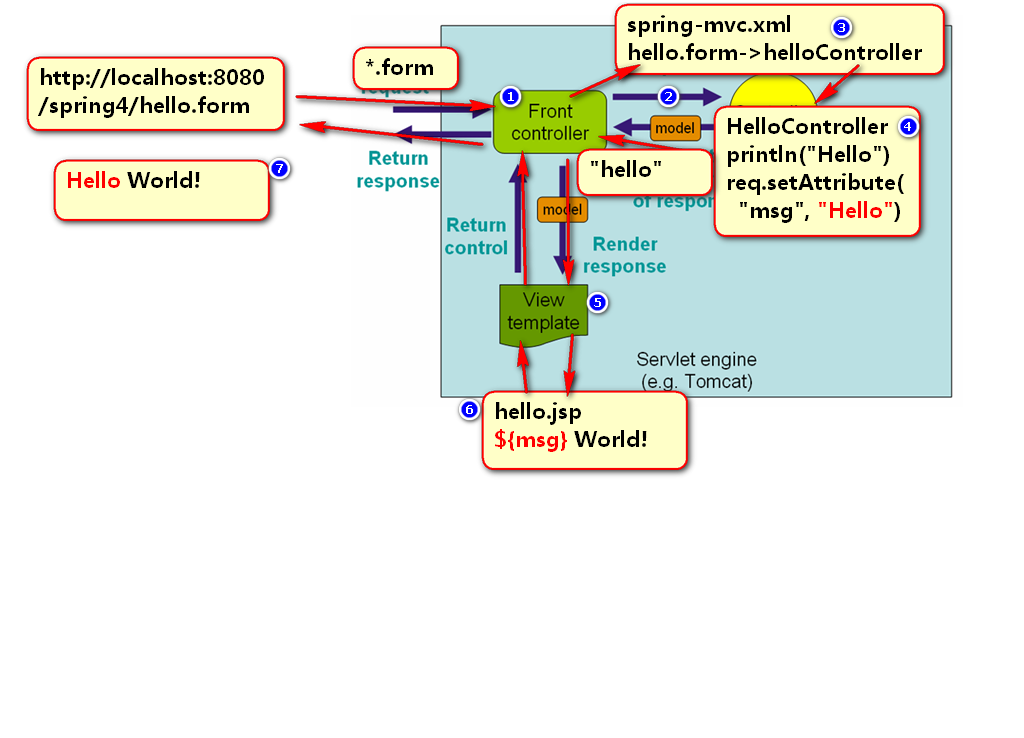 spring-mvc.xml
hello.form->helloController
3
*.form
http://localhost:8080
/spring4/hello.form
request
1
Front
controller
2
model
HelloController
println("Hello")
req.setAttribute(
"msg", "Hello")
4
Return
response
"hello"
Hello World!
7
model
Return
control
Render
response
View
template
5
Servlet engine
(e.g. Tomcat)
6
hello.jsp
${msg} World!